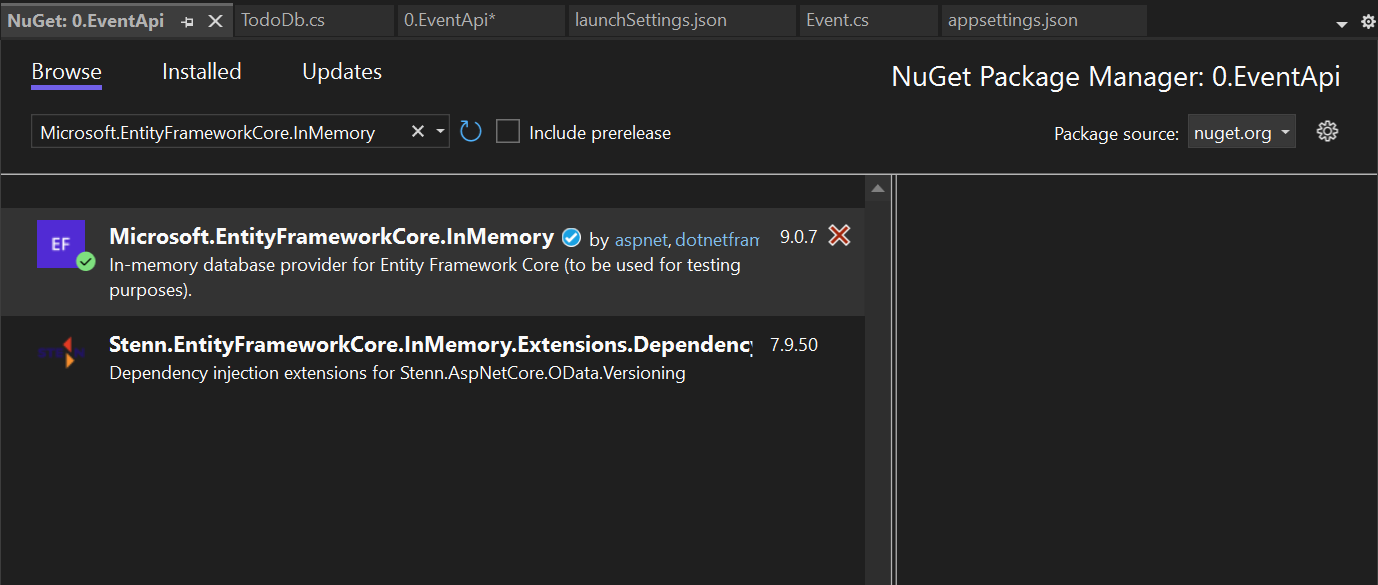 NuGet: 0.EventApi TodoDb.cs 0.EventApi* launchSettings.json Event.cs appsettings.json
Browse Installed Updates NuGet Package Manager: 0.EventApi
Microsoft.EntityFrameworkCore.InMemory Include prerelease Package source: nuget.org
EF Microsoft.EntityFrameworkCore.InMemory by aspnet, dotnetfram 9.0.7
In-memory database provider for Entity Framework Core (to be used for testing
purposes).
Stenn.EntityFrameworkCore.InMemory.Extensions.Dependency 7.9.50
Dependency injection extensions for Stenn.AspNetCore.OData.Versioning